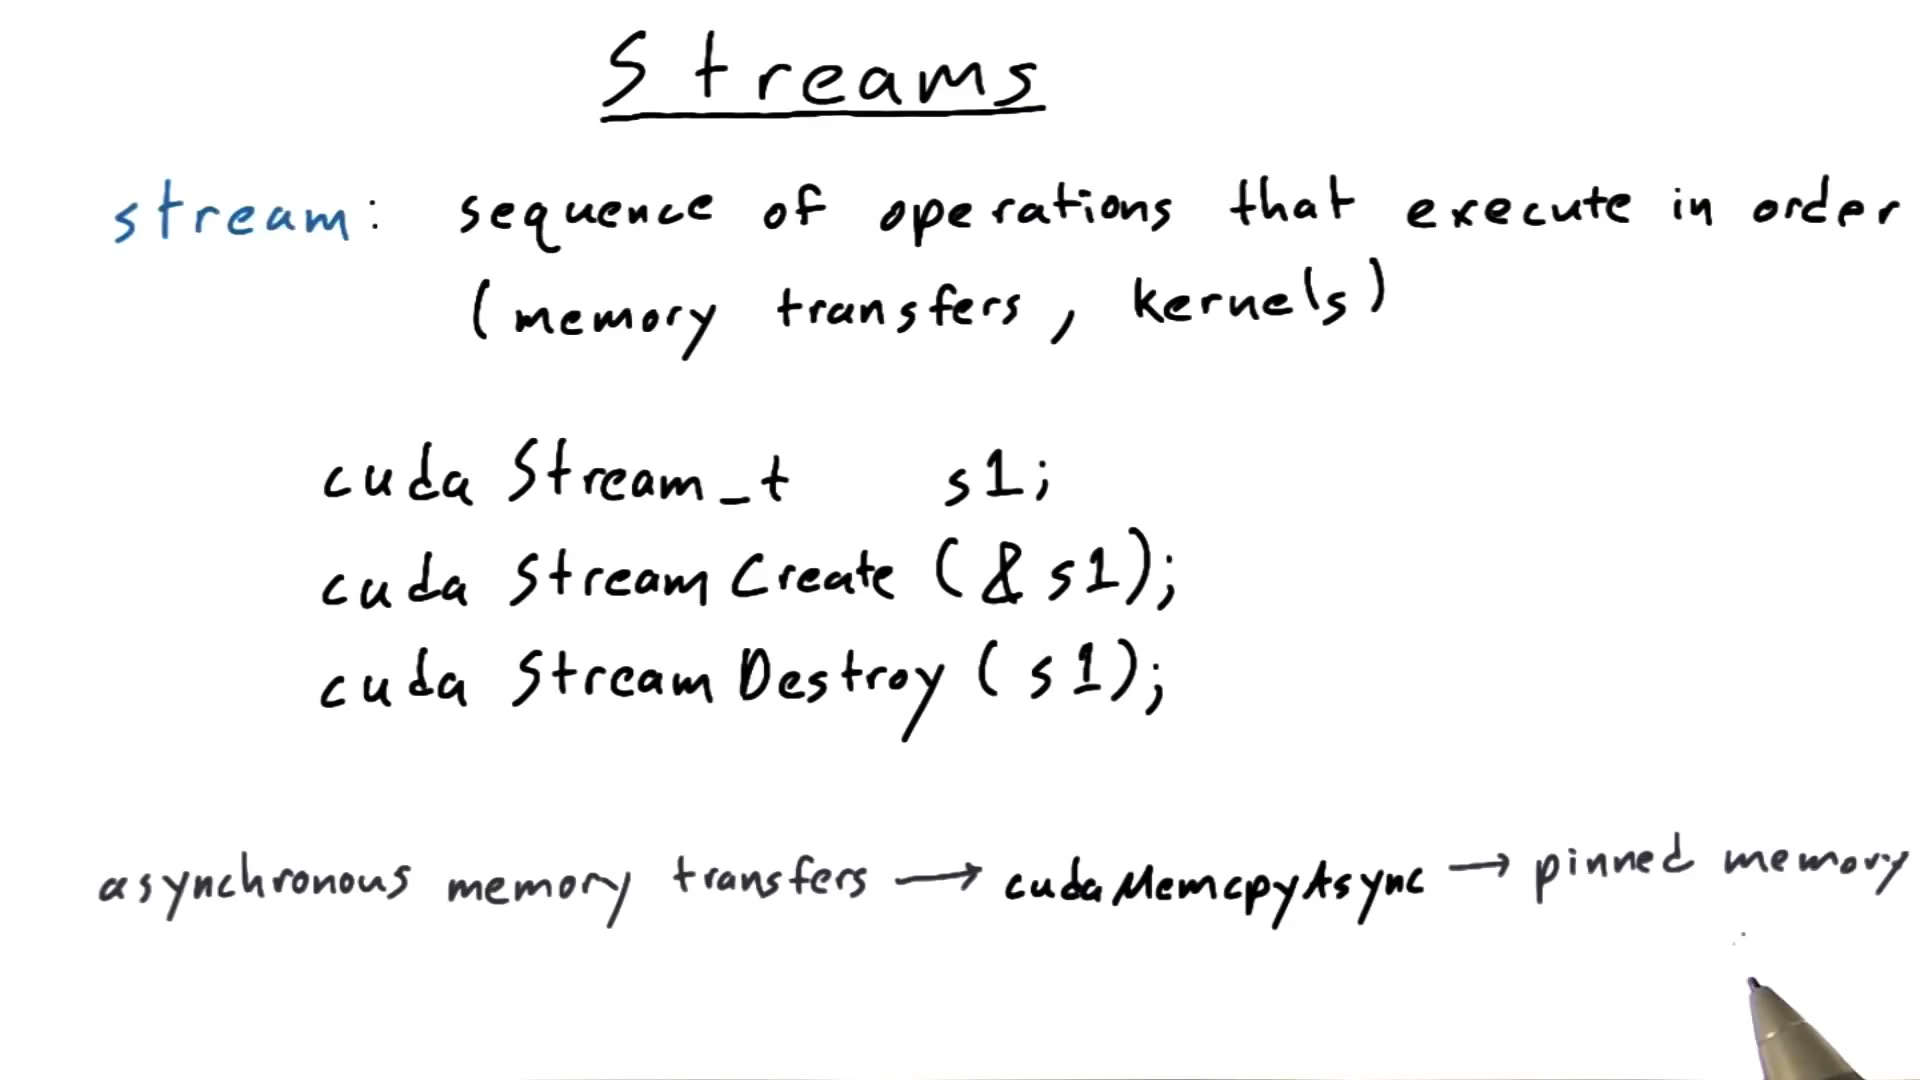 Streams
stream: sequence of operations that execute in order
(memory transfers, kernels)
cudaStream_t s1;
cudaStreamCreate(&s1);
cudaStreamDestroy(s1);
asynchronous memory transfers → cudaMemcpyAsync → pinned memory